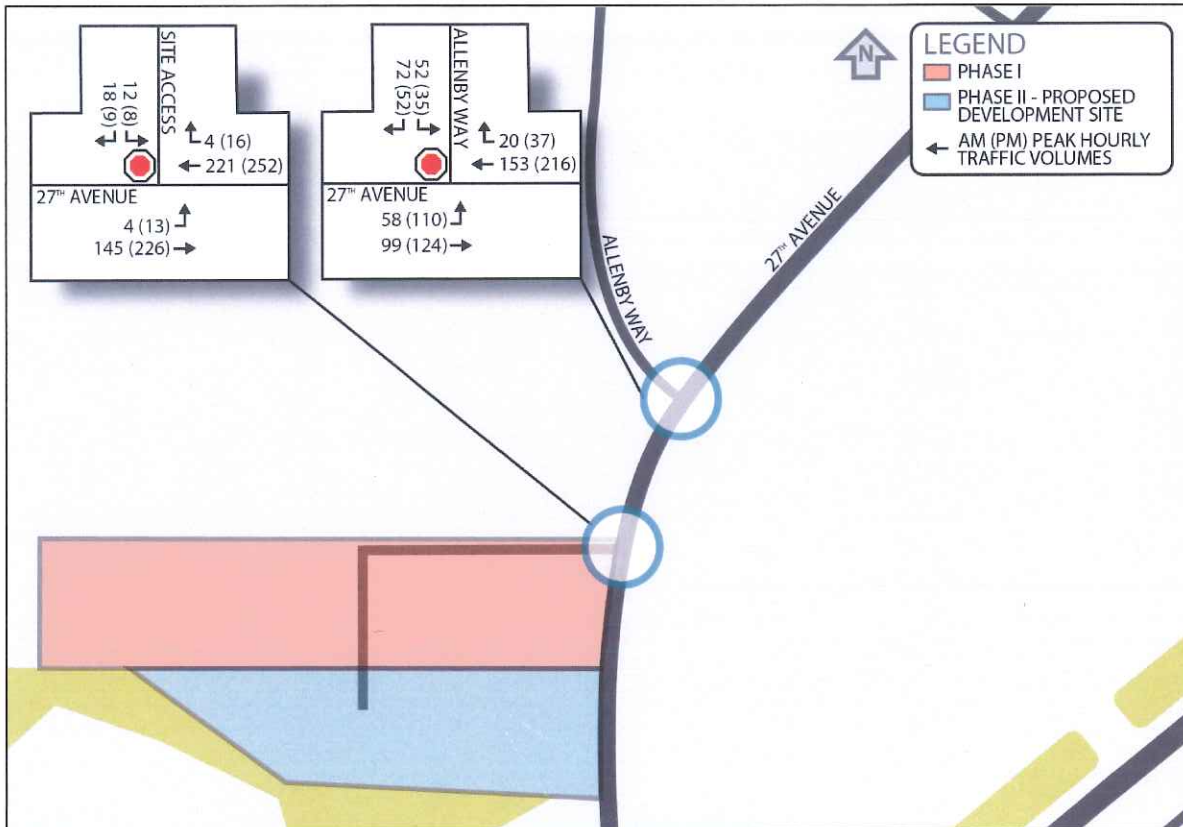 SITE ACCESS
12 (8)
18 (9)
4 (16)
221 (252)
27TH AVENUE
4 (13)
145 (226)
ALLENBY WAY
52 (35)
72 (52)
20 (37)
153 (216)
27TH AVENUE
58 (110)
99 (124)
N
LEGEND
PHASE I
PHASE II - PROPOSED
DEVELOPMENT SITE
AM (PM) PEAK HOURLY
TRAFFIC VOLUMES
27TH AVENUE
ALLENBY WAY